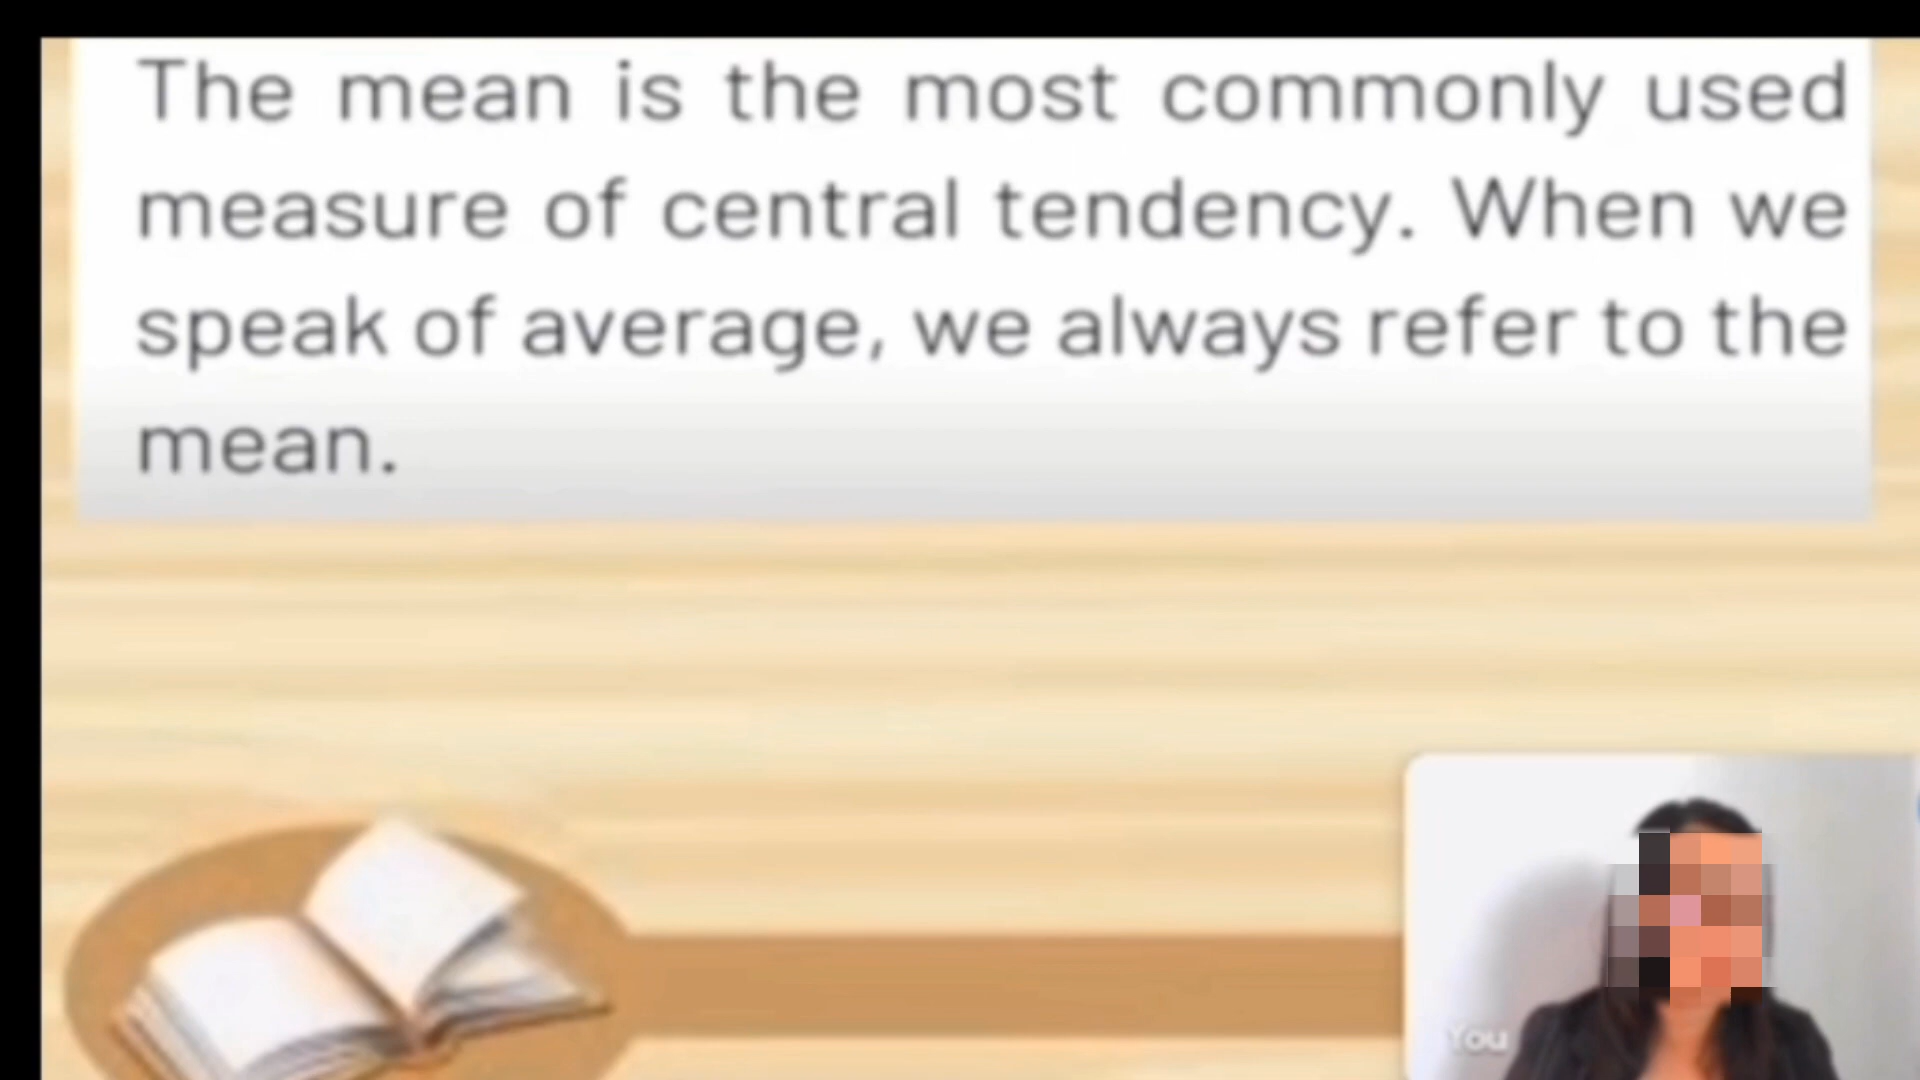 The mean is the most commonly used
measure of central tendency. When we
speak of average, we always refer to the
mean.
You